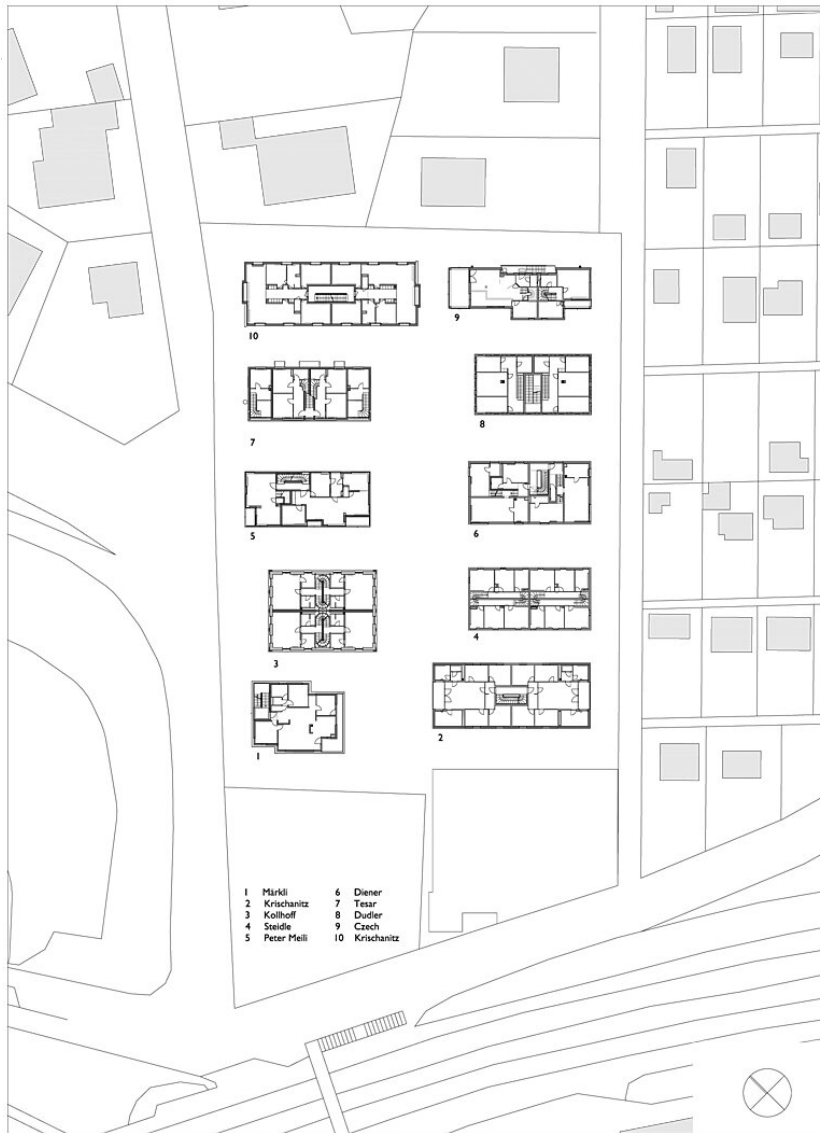 10
9
7
8
5
6
3
4
1
2
1 Märkli
2 Krischanitz
3 Kollhoff
4 Steidle
5 Peter Meili
6 Diener
7 Tesar
8 Dudler
9 Czech
10 Krischanitz